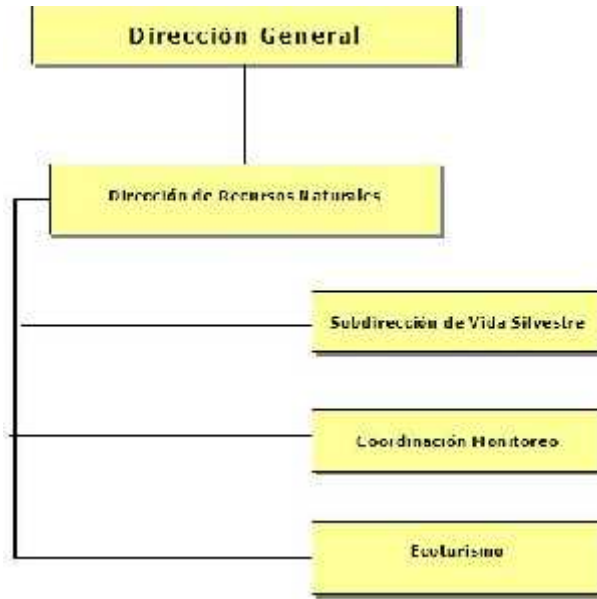 Dirección General
Dirección de Recursos Naturales
Subdirección de Vida Silvestre
Coordinación Monitoreo
Ecoturismo